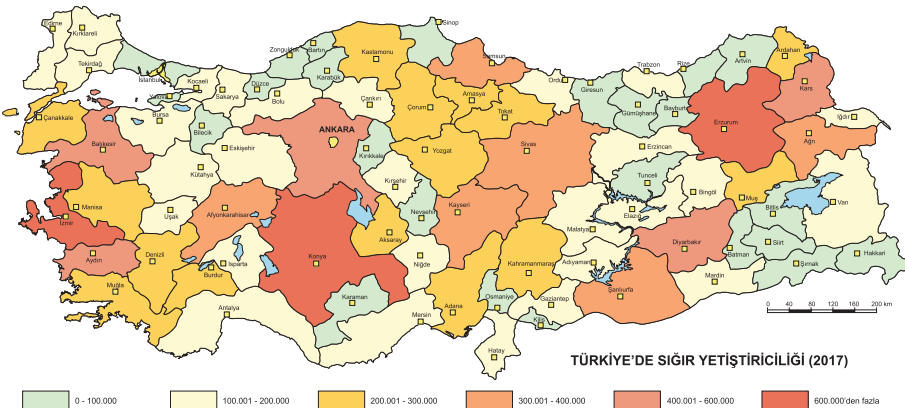 Edirne
Kırklareli
Tekirdağ
İstanbul
Kocaeli
Yalova
Sakarya
Düzce
Bolu
Zonguldak
Bartın
Karabük
Kastamonu
Sinop
Samsun
Çankırı
Çorum
Amasya
Tokat
Ordu
Giresun
Trabzon
Rize
Artvin
Ardahan
Kars
Gümüşhane
Bayburt
Erzurum
Iğdır
Ağrı
Çanakkale
Balıkesir
Bursa
Bilecik
Eskişehir
ANKARA
Kırıkkale
Yozgat
Sivas
Erzincan
Tunceli
Bingöl
Muş
Bitlis
Van
Kütahya
Manisa
İzmir
Uşak
Afyonkarahisar
Kırşehir
Nevşehir
Kayseri
Aksaray
Malatya
Elazığ
Diyarbakır
Batman
Siirt
Şırnak
Hakkari
Aydın
Denizli
Burdur
Isparta
Konya
Niğde
Kahramanmaraş
Adıyaman
Şanlıurfa
Mardin
Muğla
Antalya
Karaman
Mersin
Adana
Osmaniye
Gaziantep
Kilis
Hatay
0 40 80 120 160 200 km
TÜRKİYE'DE SIĞIR YETİŞTİRİCİLİĞİ (2017)
0 - 100.000
100.001 - 200.000
200.001 - 300.000
300.001 - 400.000
400.001 - 600.000
600.000'den fazla